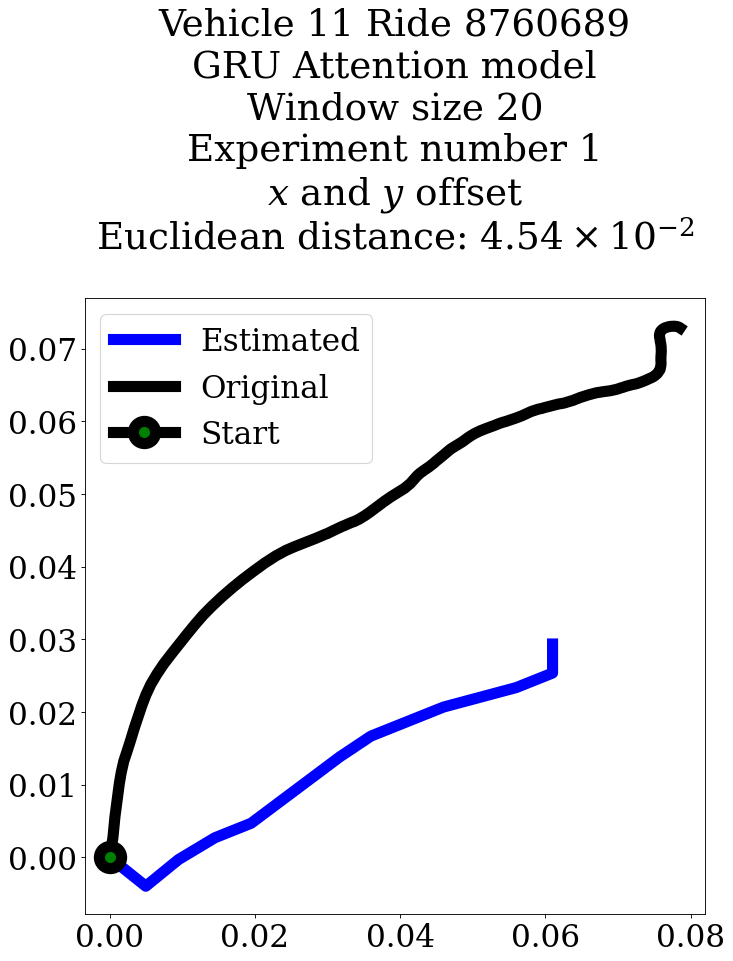 Vehicle 11 Ride 8760689
GRU Attention model
Window size 20
Experiment number 1
x and y offset
Euclidean distance: 4.54 × 10⁻²
Estimated
Original
Start
0.07
0.06
0.05
0.04
0.03
0.02
0.01
0.00
0.00 0.02 0.04 0.06 0.08